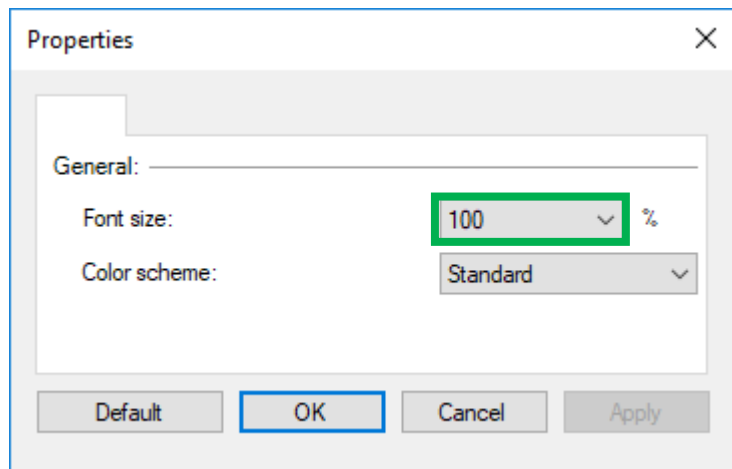 Properties
General:
Font size: 100 %
Color scheme: Standard
Default OK Cancel Apply